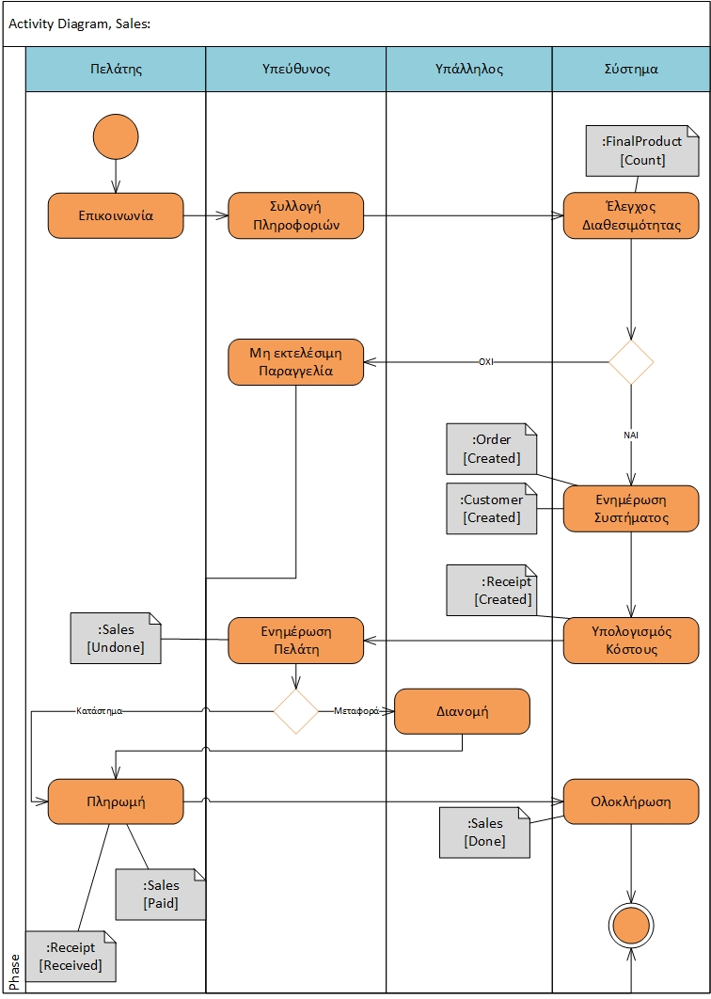 Activity Diagram, Sales:
Πελάτης
Υπεύθυνος
Υπάλληλος
Σύστημα
:FinalProduct
[Count]
Επικοινωνία
Συλλογή
Πληροφοριών
Έλεγχος
Διαθεσιμότητας
Μη εκτελέσιμη
Παραγγελία
ΟΧΙ
ΝΑΙ
:Order
[Created]
:Customer
[Created]
Ενημέρωση
Συστήματος
:Receipt
[Created]
:Sales
[Undone]
Ενημέρωση
Πελάτη
Υπολογισμός
Κόστους
Κατάστημα
Μεταφορά
Διανομή
Πληρωμή
Ολοκλήρωση
:Sales
[Done]
:Sales
[Paid]
:Receipt
[Received]
Phase